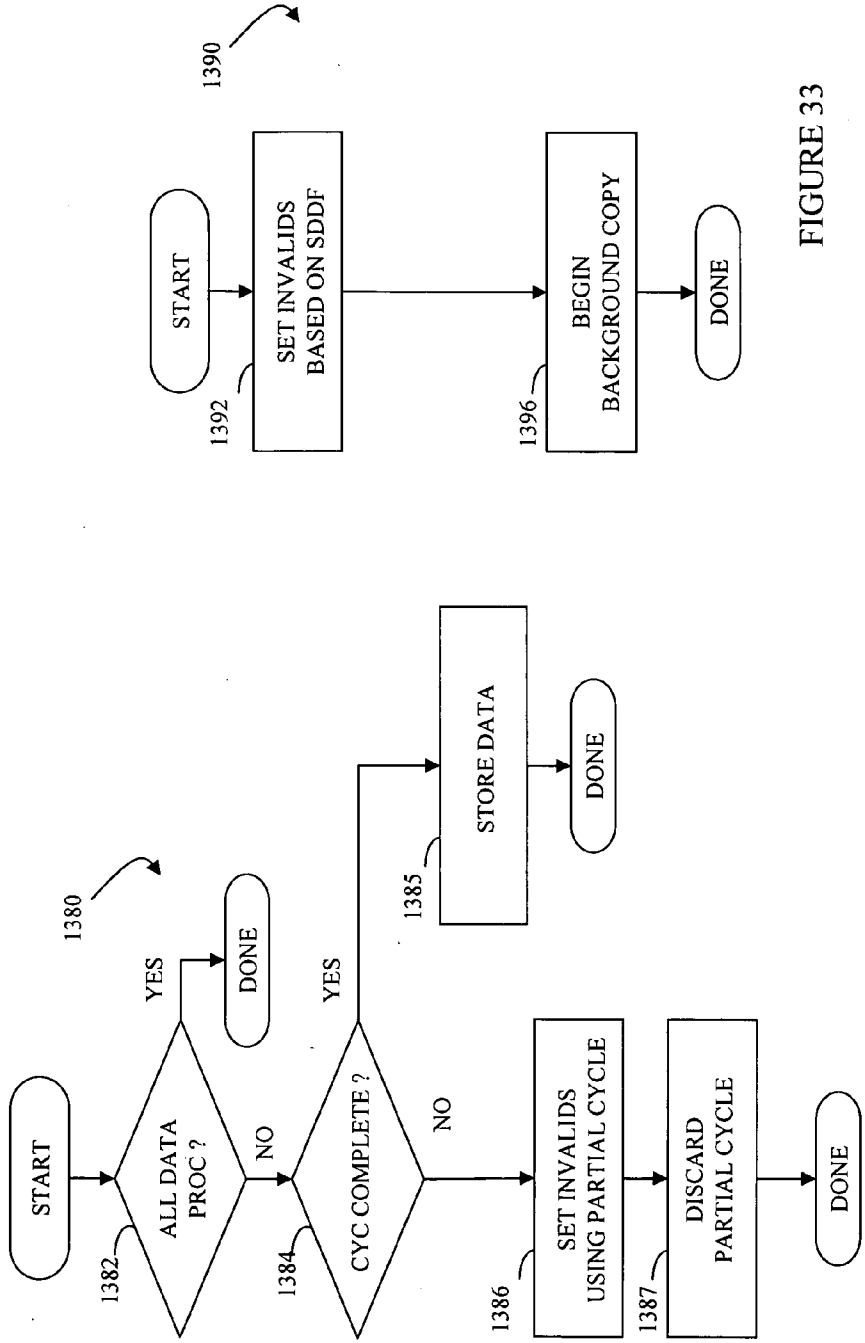 1380
START
1382
ALL DATA
PROC ?
YES
DONE
NO
1384
CYC COMPLETE ?
YES
1385
STORE DATA
DONE
NO
1386
SET INVALIDS
USING PARTIAL CYCLE
1387
DISCARD
PARTIAL CYCLE
DONE
1390
START
1392
SET INVALIDS
BASED ON SDDF
1396
BEGIN
BACKGROUND COPY
DONE
FIGURE 33